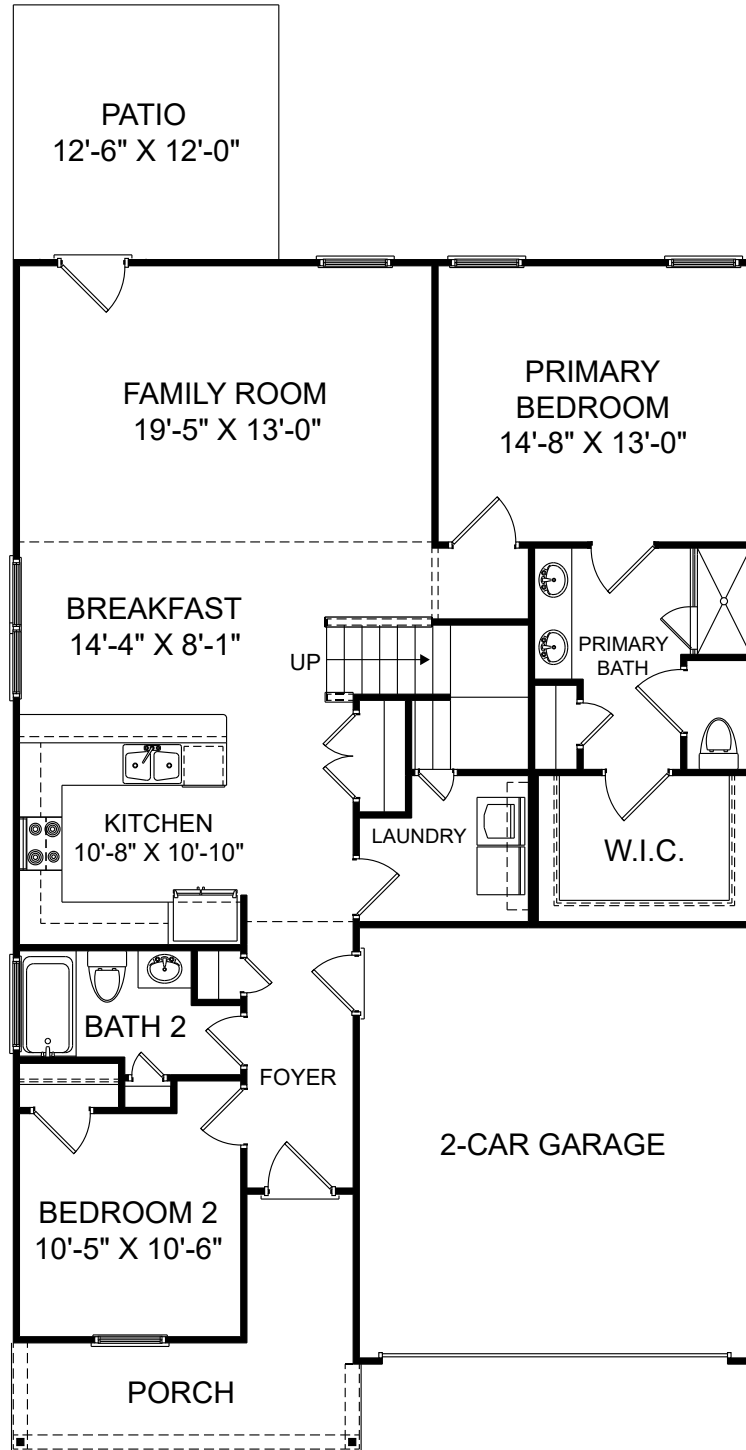 PATIO
12'-6" X 12'-0"
FAMILY ROOM
19'-5" X 13'-0"
PRIMARY
BEDROOM
14'-8" X 13'-0"
BREAKFAST
14'-4" X 8'-1"
UP
PRIMARY
BATH
KITCHEN
10'-8" X 10'-10"
LAUNDRY
W.I.C.
BATH 2
FOYER
2-CAR GARAGE
BEDROOM 2
10'-5" X 10'-6"
PORCH